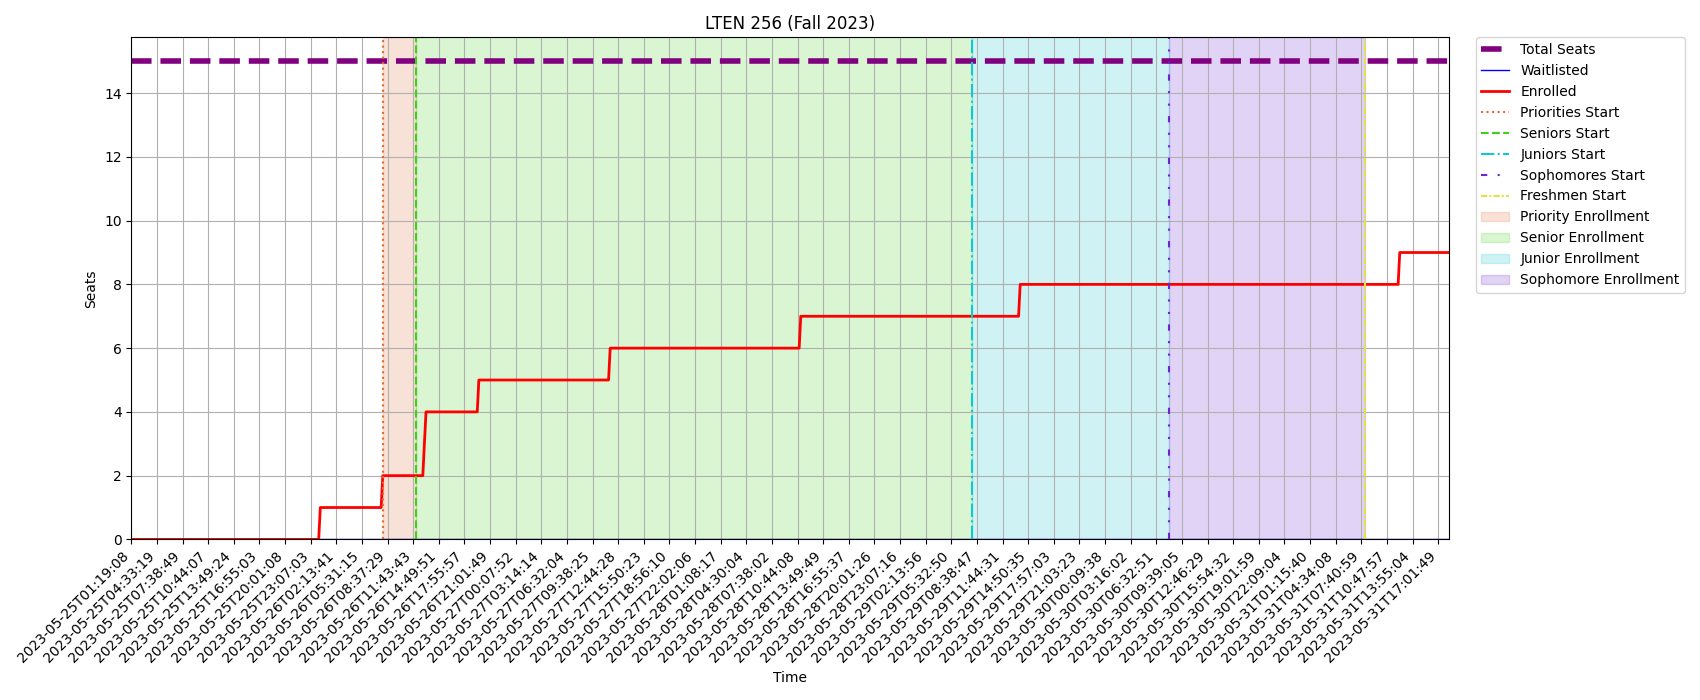 LTEN 256 (Fall 2023)
Total Seats
Waitlisted
Enrolled
Priorities Start
Seniors Start
Juniors Start
Sophomores Start
Freshmen Start
Priority Enrollment
Senior Enrollment
Junior Enrollment
Sophomore Enrollment
Seats
14
12
10
8
6
4
2
0
2023-05-25T01:19:08
2023-05-25T04:33:19
2023-05-25T07:38:49
2023-05-25T10:44:07
2023-05-25T13:49:24
2023-05-25T16:55:03
2023-05-25T20:01:08
2023-05-25T23:07:03
2023-05-26T02:13:41
2023-05-26T05:31:15
2023-05-26T08:37:29
2023-05-26T11:43:43
2023-05-26T14:49:51
2023-05-26T17:55:57
2023-05-26T21:01:49
2023-05-27T00:07:52
2023-05-27T03:14:14
2023-05-27T06:32:04
2023-05-27T09:38:25
2023-05-27T12:44:28
2023-05-27T15:50:23
2023-05-27T18:56:10
2023-05-27T22:02:06
2023-05-28T01:08:17
2023-05-28T04:30:04
2023-05-28T07:38:02
2023-05-28T10:44:08
2023-05-28T13:49:49
2023-05-28T16:55:37
2023-05-28T20:01:26
2023-05-28T23:07:16
2023-05-29T02:13:56
2023-05-29T05:32:50
2023-05-29T08:38:47
2023-05-29T11:44:31
2023-05-29T14:50:35
2023-05-29T17:57:03
2023-05-29T21:03:23
2023-05-30T00:09:38
2023-05-30T03:16:02
2023-05-30T06:32:51
2023-05-30T09:39:05
2023-05-30T12:46:29
2023-05-30T15:54:32
2023-05-30T19:01:59
2023-05-30T22:09:04
2023-05-31T01:15:40
2023-05-31T04:34:08
2023-05-31T07:40:59
2023-05-31T10:47:57
2023-05-31T13:55:04
2023-05-31T17:01:49
Time